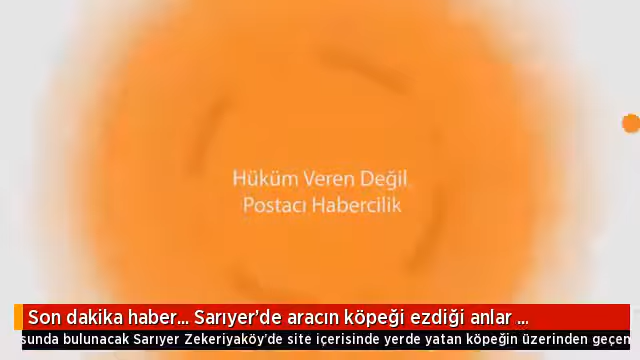 Hüküm Veren Değil
Postacı Habercilik
Son dakika haber... Sarıyer'de aracın köpeği ezdiği anlar ...
sunda bulunacak Sarıyer Zekeriyaköy'de site içerisinde yerde yatan köpeğin üzerinden geçen